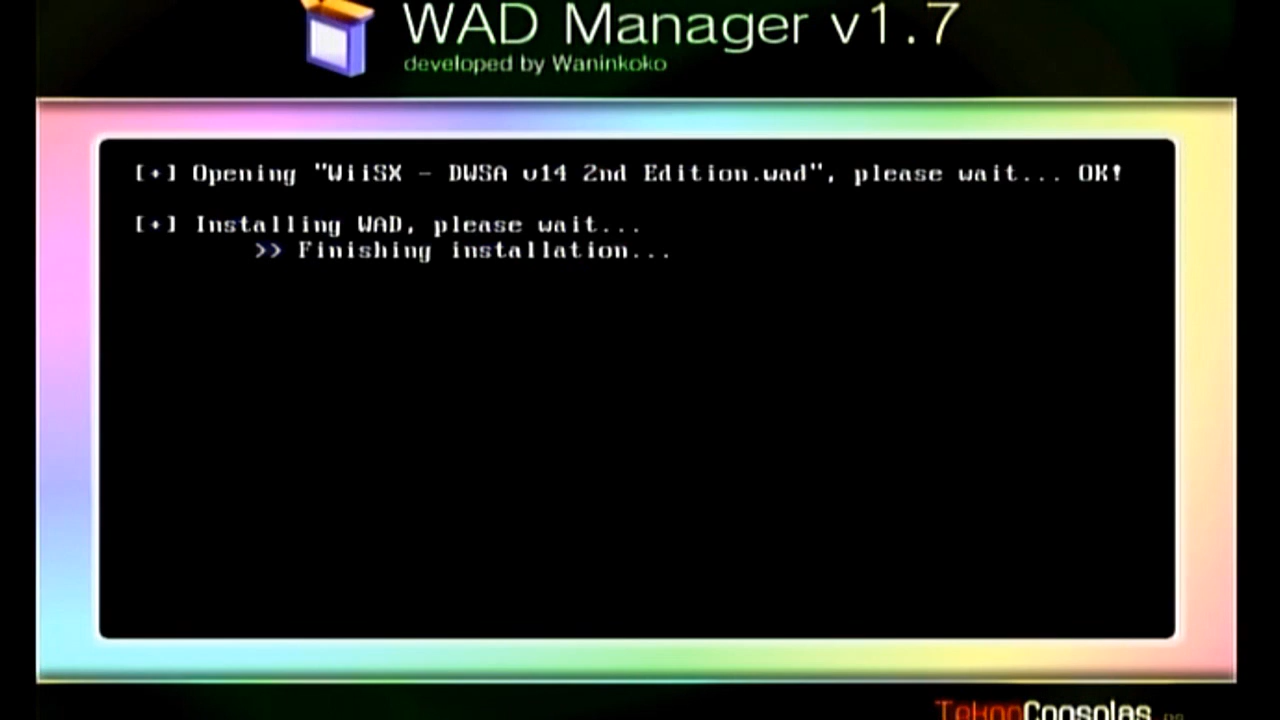 WAD Manager v1.7
developed by Waninkoko
[+] Opening "WiiSX - DWSA v14 2nd Edition.wad", please wait... OK!
[+] Installing WAD, please wait...
>> Finishing installation...
TeknoConsolas